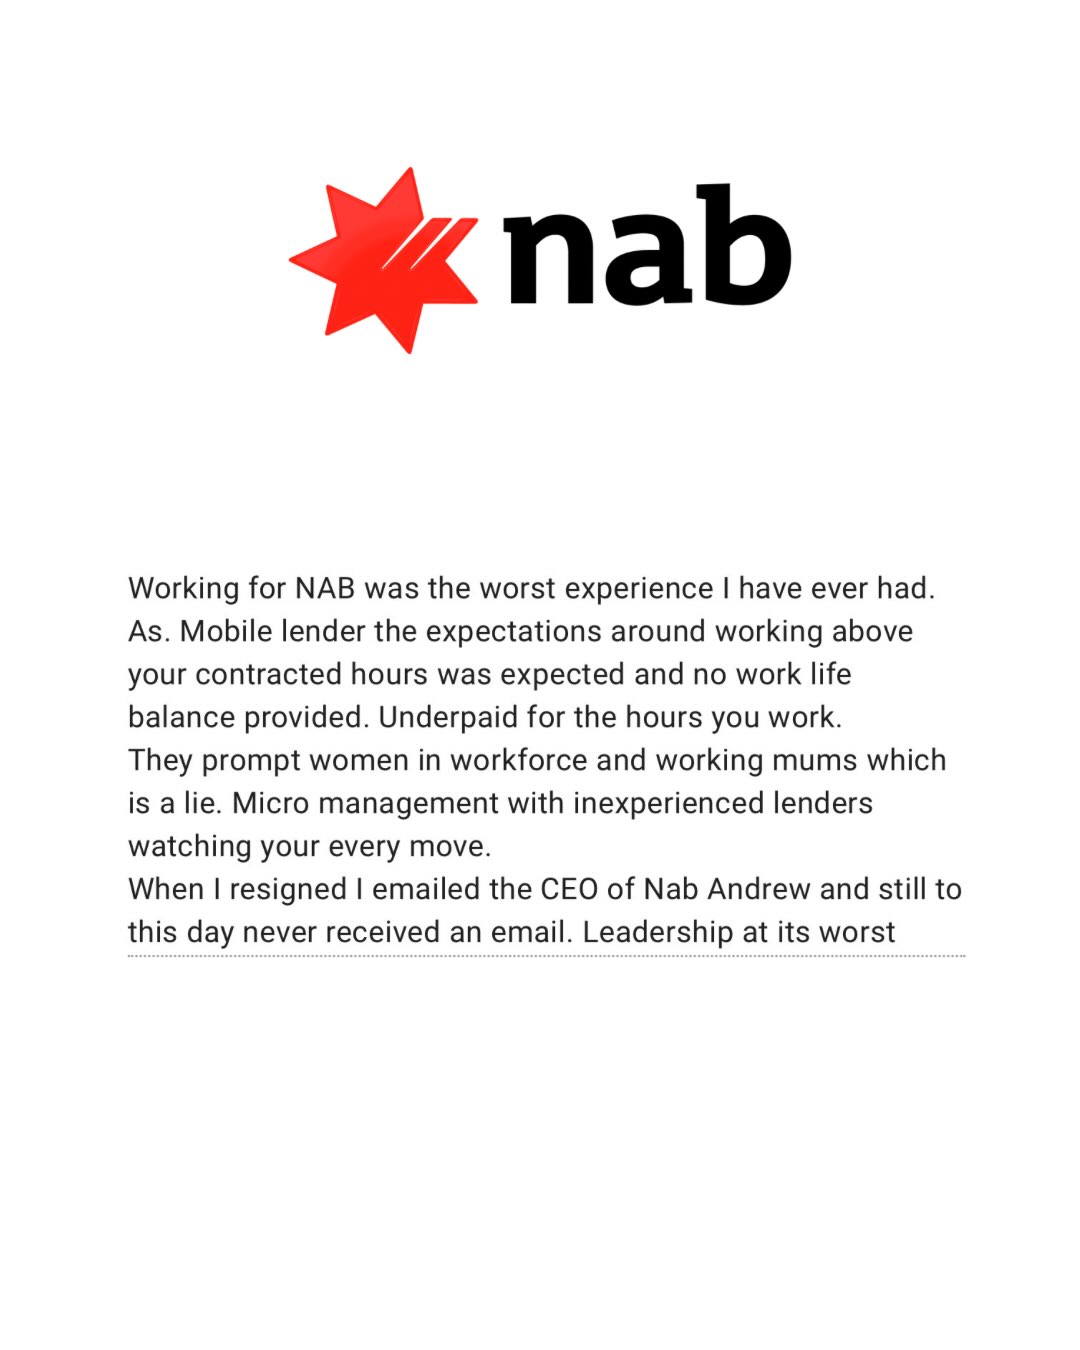 nab
Working for NAB was the worst experience I have ever had.
As. Mobile lender the expectations around working above
your contracted hours was expected and no work life
balance provided. Underpaid for the hours you work.
They prompt women in workforce and working mums which
is a lie. Micro management with inexperienced lenders
watching your every move.
When I resigned I emailed the CEO of Nab Andrew and still to
this day never received an email. Leadership at its worst